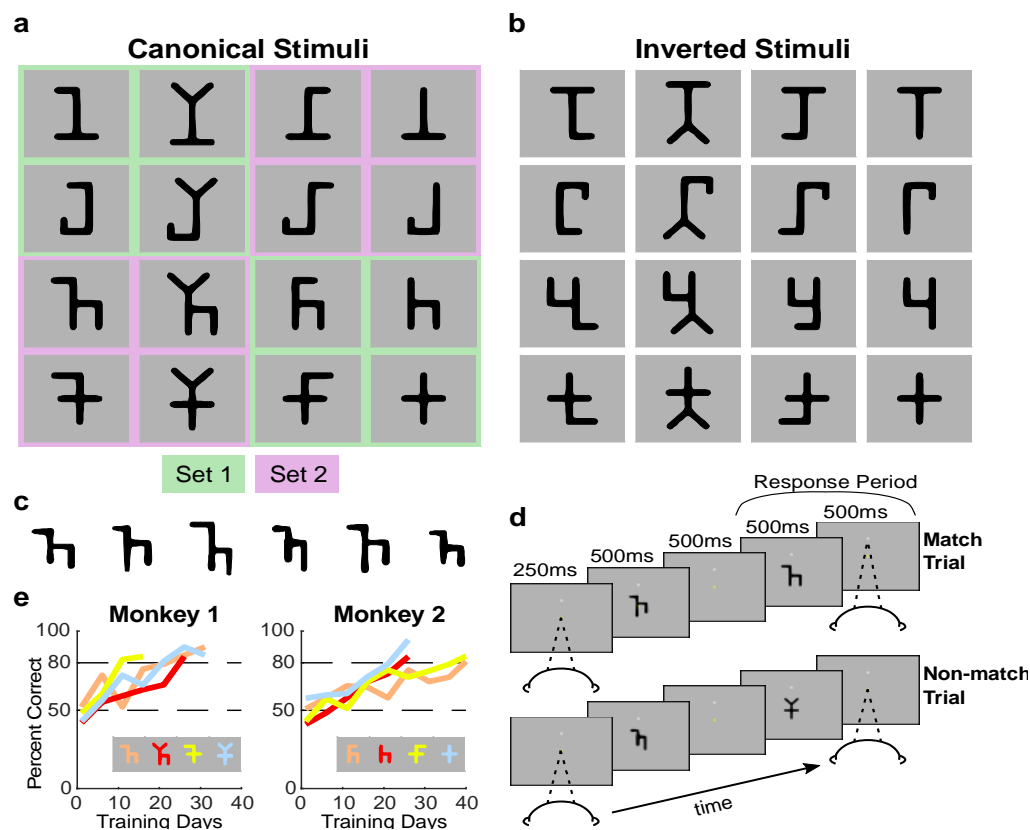 a
Canonical Stimuli
b
Inverted Stimuli
Set 1
Set 2
c
d
Response Period
500ms
500ms
500ms
500ms
250ms
Match
Trial
Non-match
Trial
time
e
Monkey 1
Monkey 2
Percent Correct
100
80
50
0
100
80
50
0
0
10
20
30
40
0
10
20
30
40
Training Days
Training Days